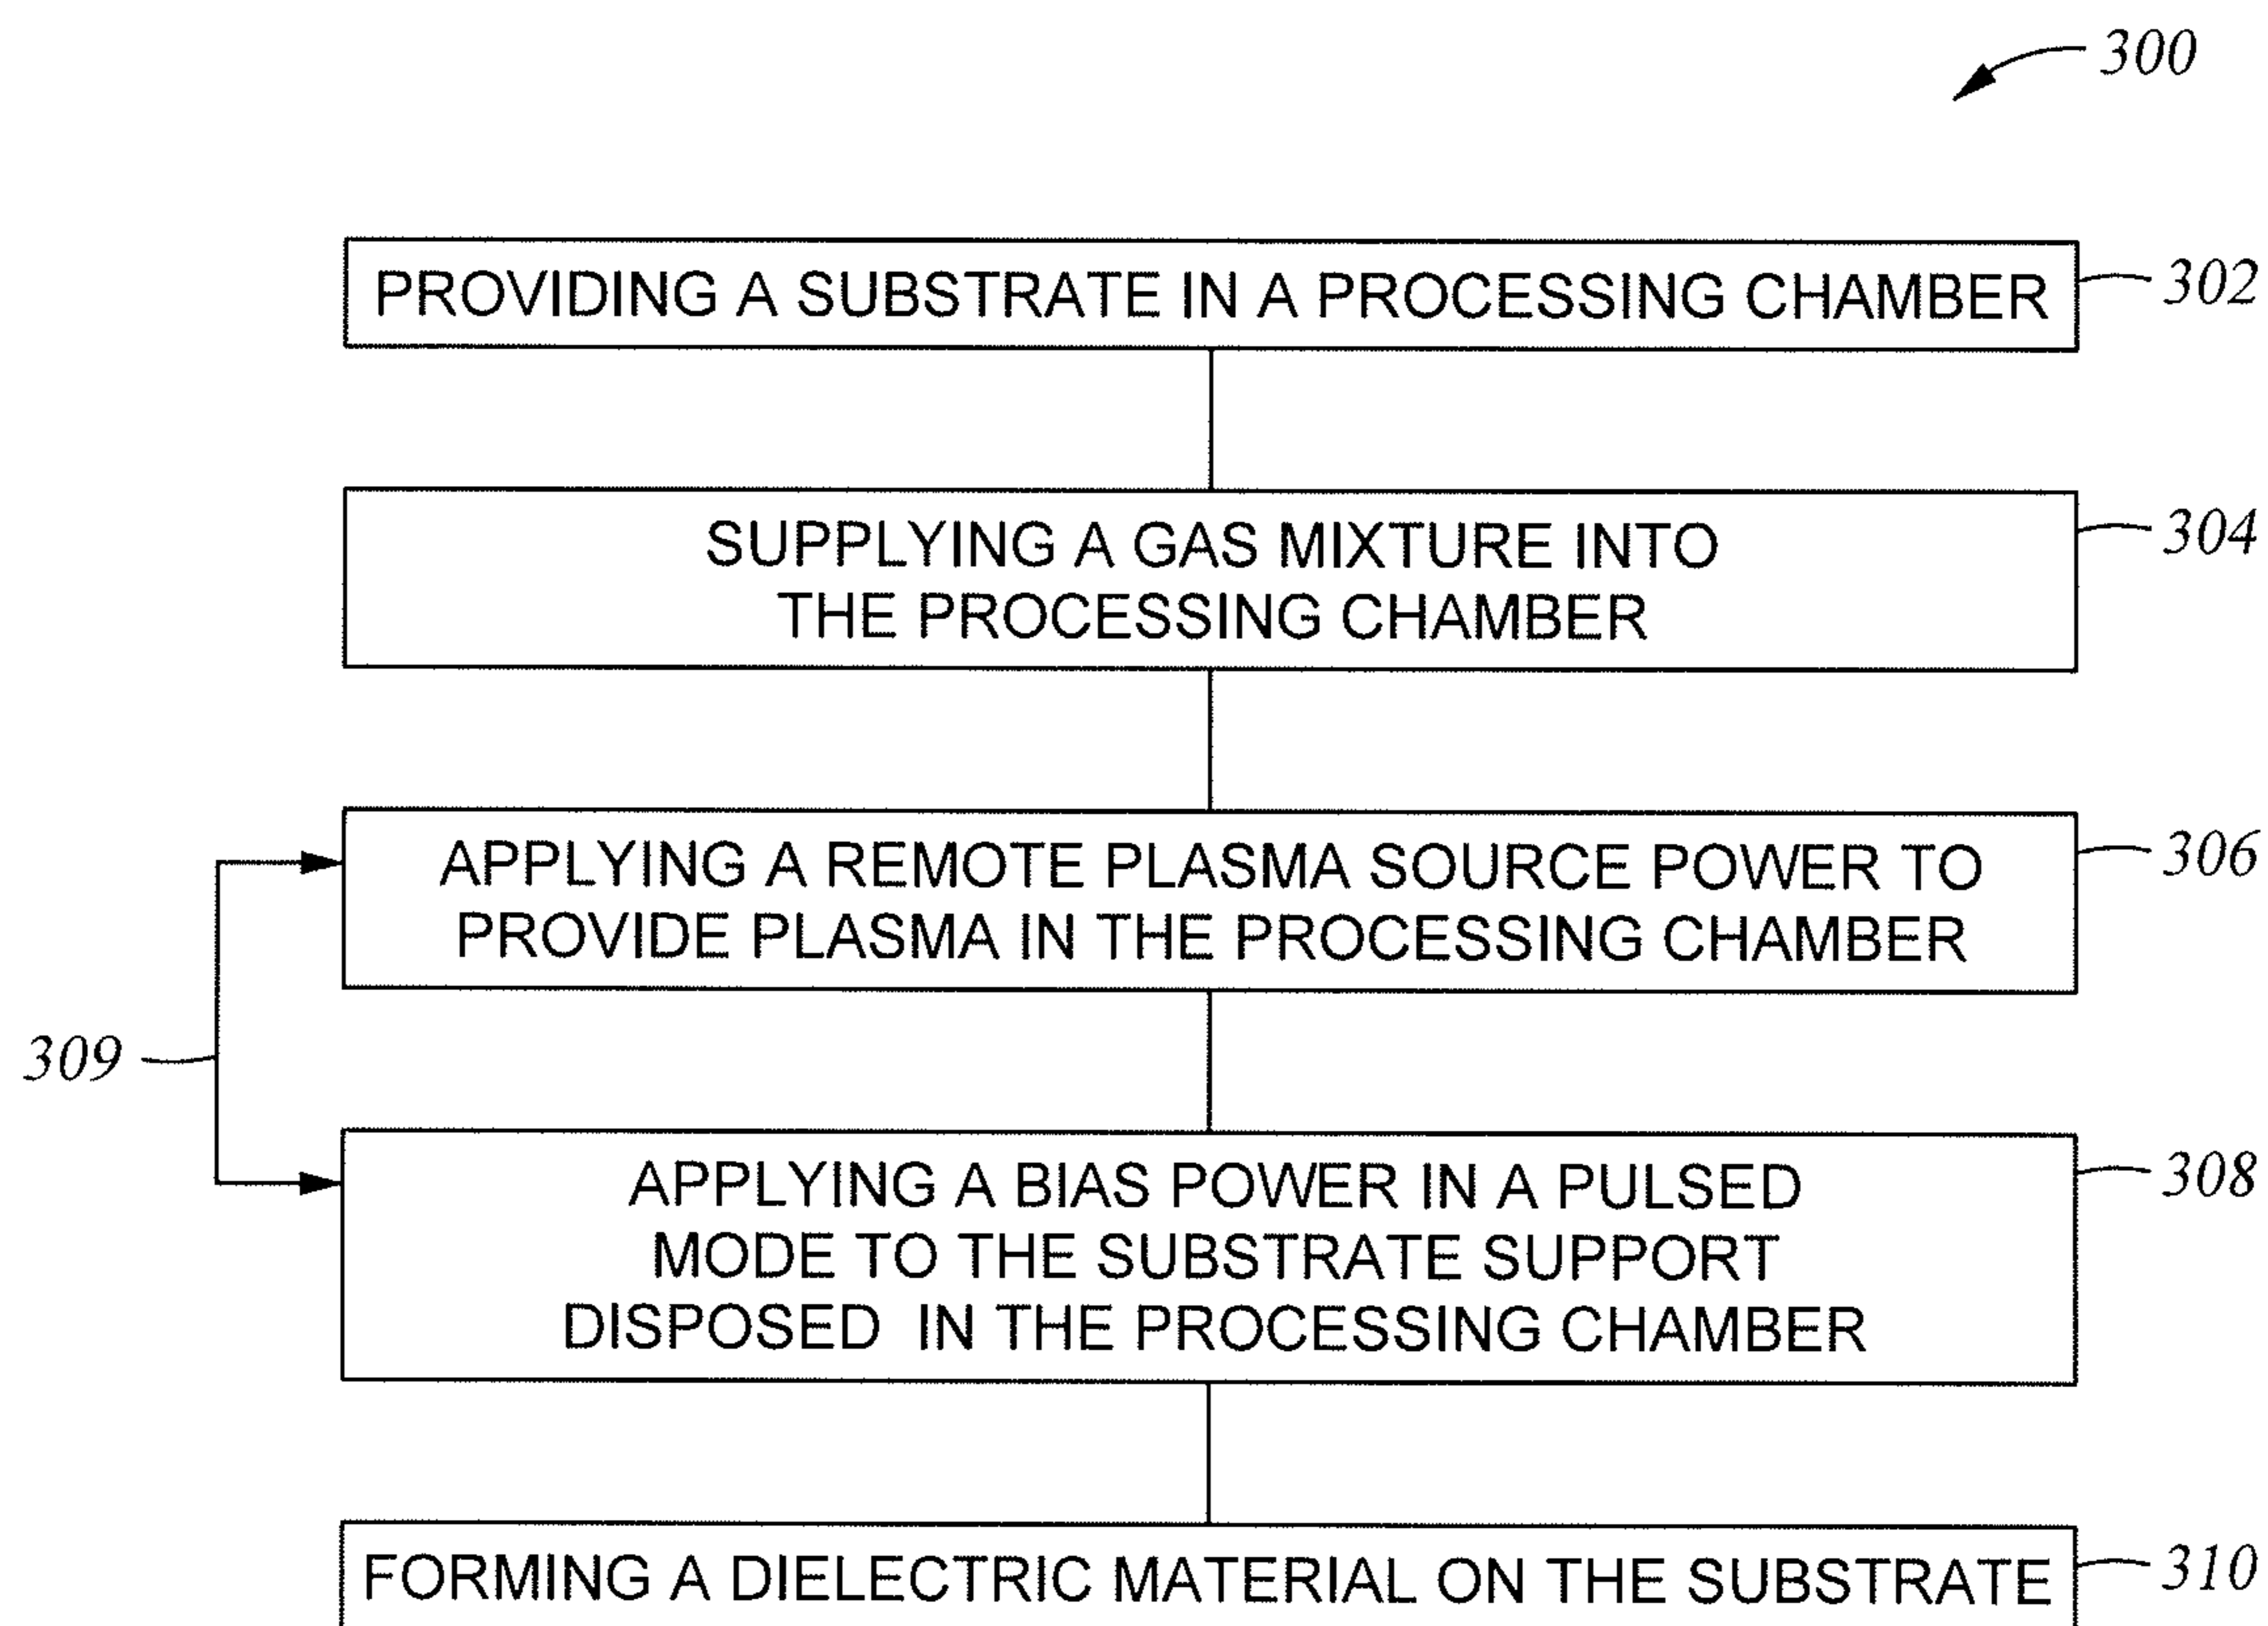 300
PROVIDING A SUBSTRATE IN A PROCESSING CHAMBER
302
SUPPLYING A GAS MIXTURE INTO
THE PROCESSING CHAMBER
304
APPLYING A REMOTE PLASMA SOURCE POWER TO
PROVIDE PLASMA IN THE PROCESSING CHAMBER
306
309
APPLYING A BIAS POWER IN A PULSED
MODE TO THE SUBSTRATE SUPPORT
DISPOSED IN THE PROCESSING CHAMBER
308
FORMING A DIELECTRIC MATERIAL ON THE SUBSTRATE
310